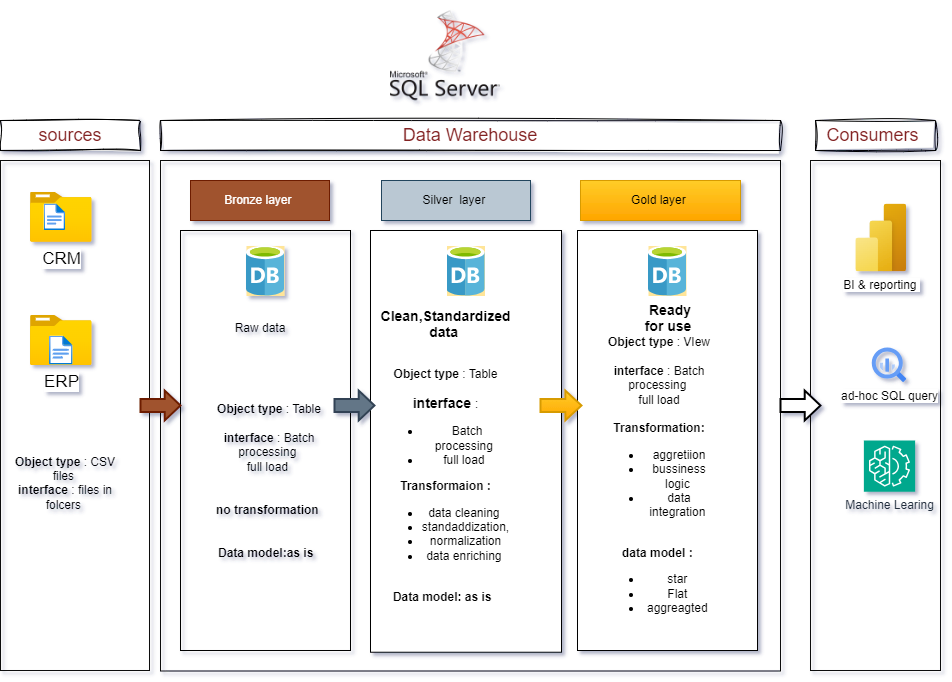 Microsoft®
SQL Server
sources
Data Warehouse
Consumers
CRM
ERP
Object type : CSV
files
interface : files in
folcers
Bronze layer
DB
Raw data
Object type : Table
interface : Batch
processing
full load
no transformation
Data model:as is
Silver layer
DB
Clean,Standardized
data
Object type : Table
interface :
• Batch
processing
• full load
Transformaion :
• data cleaning
• standaddization,
• normalization
• data enriching
Data model: as is
Gold layer
DB
Ready
for use
Object type : VIew
interface : Batch
processing
full load
Transformation:
• aggretiion
• bussiness
logic
• data
integration
data model :
• star
• Flat
• aggreagted
BI & reporting
ad-hoc SQL query
Machine Learing